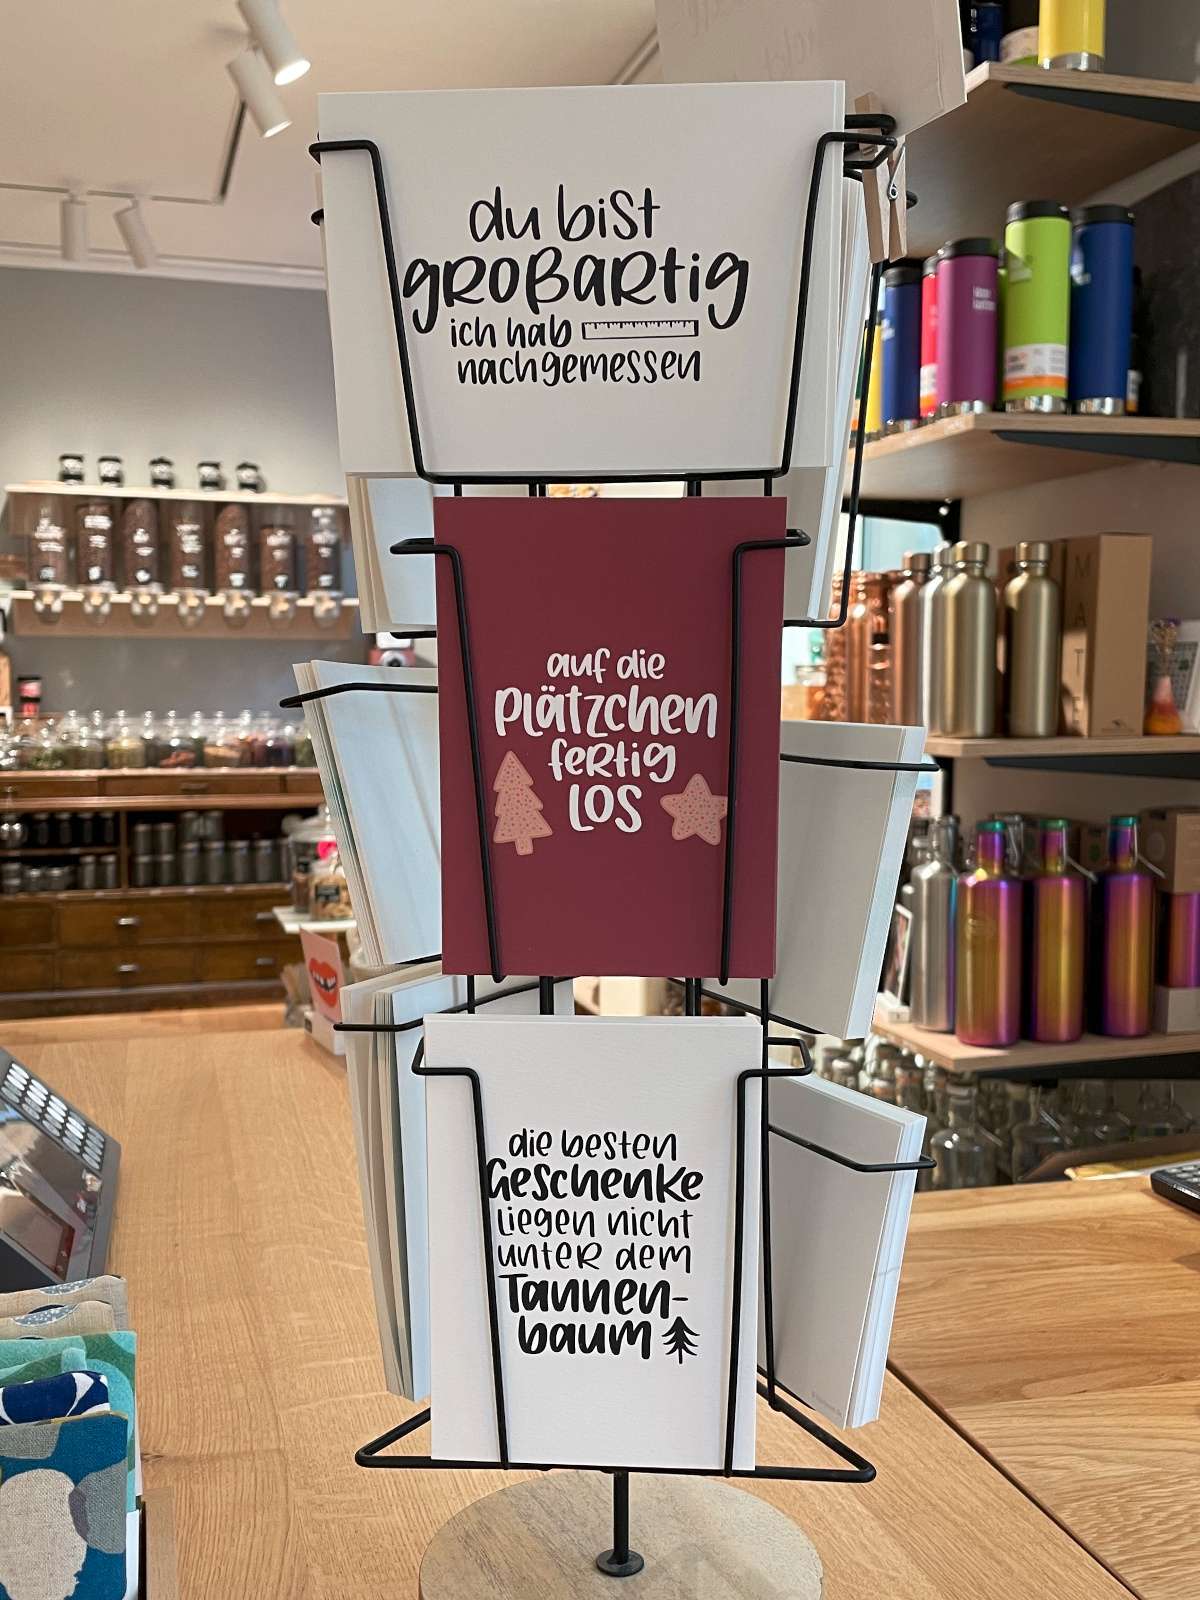 du bist
großartig
ich hab
nachgemessen
auf die
Plätzchen
fertig
los
die besten
Geschenke
liegen nicht
unter dem
Tannen-
baum